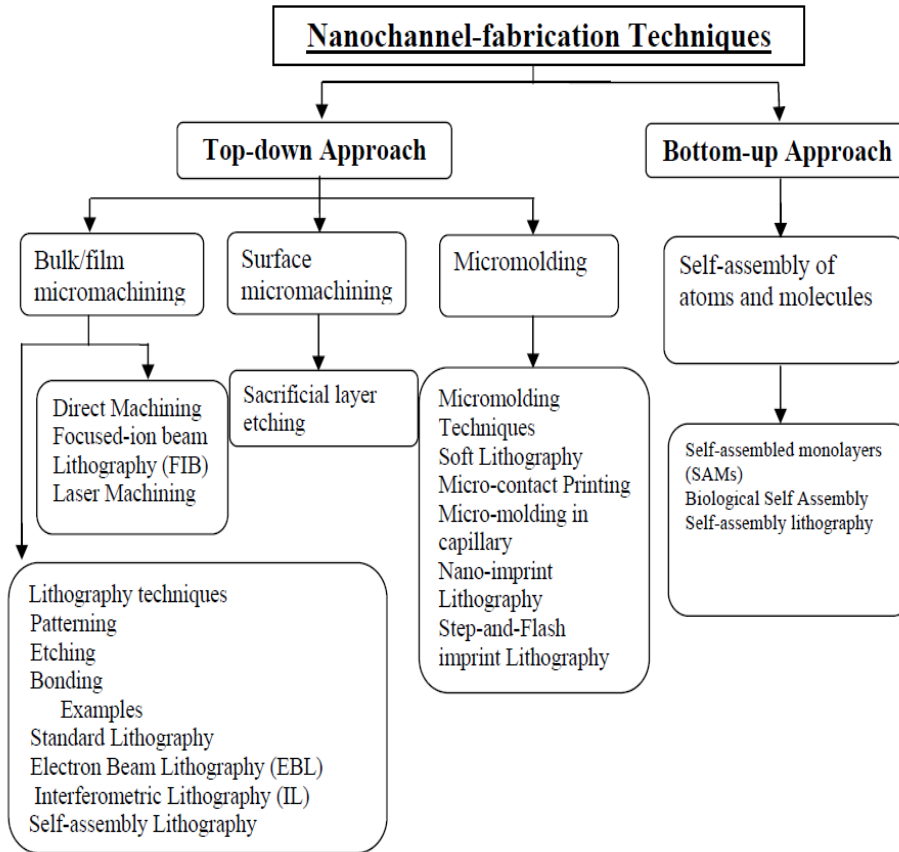 Nanochannel-fabrication Techniques
Top-down Approach
Bottom-up Approach
Bulk/film
micromachining
Surface
micromachining
Micromolding
Self-assembly of
atoms and molecules
Direct Machining
Focused-ion beam
Lithography (FIB)
Laser Machining
Sacrificial layer
etching
Micromolding
Techniques
Soft Lithography
Micro-contact Printing
Micro-molding in
capillary
Nano-imprint
Lithography
Step-and-Flash
imprint Lithography
Self-assembled monolayers
(SAMs)
Biological Self Assembly
Self-assembly lithography
Lithography techniques
Patterning
Etching
Bonding
Examples
Standard Lithography
Electron Beam Lithography (EBL)
Interferometric Lithography (IL)
Self-assembly Lithography